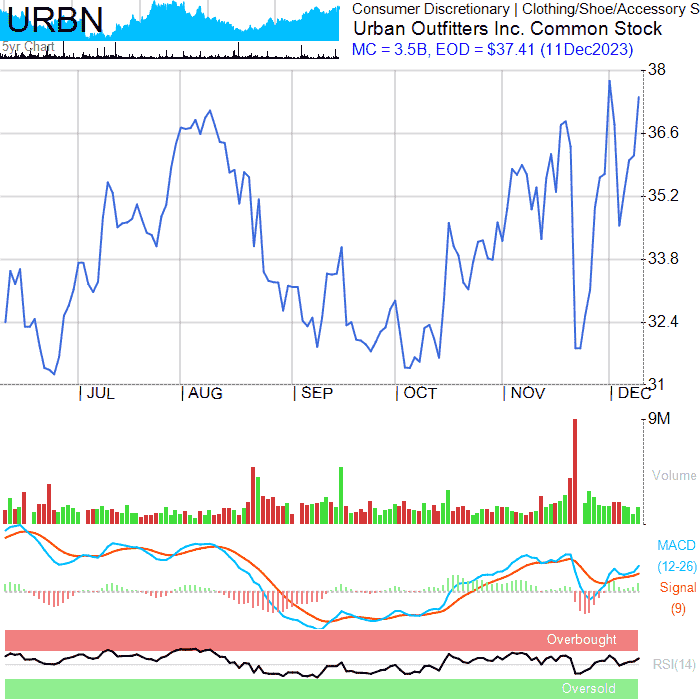 URBN
5yr Chart
Consumer Discretionary | Clothing/Shoe/Accessory S
Urban Outfitters Inc. Common Stock
MC = 3.5B, EOD = $37.41 (11Dec2023)
38
36.6
35.2
33.8
32.4
31
JUL AUG SEP OCT NOV DEC
9M
Volume
MACD
(12-26)
Signal
(9)
Overbought
RSI(14)
Oversold